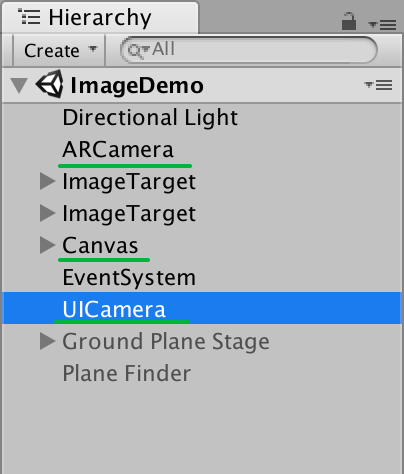 Hierarchy
Create All
ImageDemo
Directional Light
ARCamera
ImageTarget
ImageTarget
Canvas
EventSystem
UICamera
Ground Plane Stage
Plane Finder